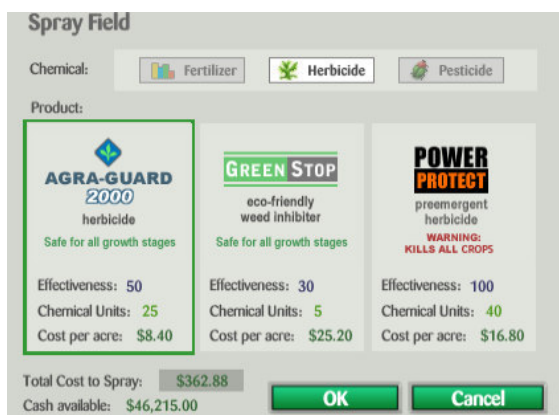 Spray Field
Chemical:
Fertilizer
Herbicide
Pesticide
Product:
AGRA-GUARD
2000
herbicide
Safe for all growth stages
Effectiveness: 50
Chemical Units: 25
Cost per acre: $8.40
GREEN STOP
eco-friendly
weed inhibiter
Safe for all growth stages
Effectiveness: 30
Chemical Units: 5
Cost per acre: $25.20
POWER
PROTECT
preemergent
herbicide
WARNING:
KILLS ALL CROPS
Effectiveness: 100
Chemical Units: 40
Cost per acre: $16.80
Total Cost to Spray: $362.88
Cash available: $46,215.00
OK
Cancel